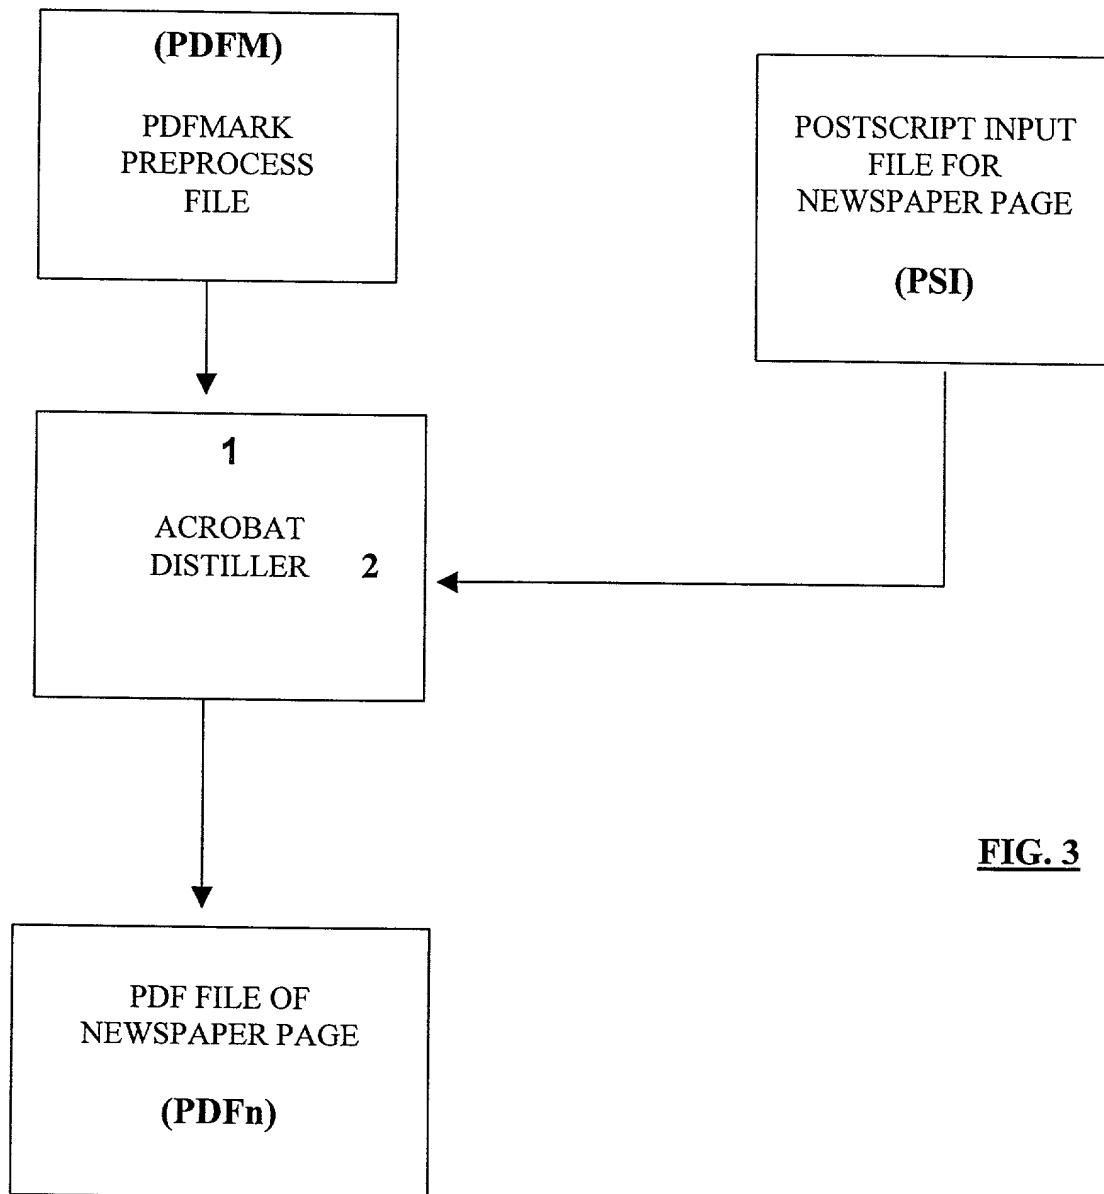 (PDFM)
PDFMARK
PREPROCESS
FILE
POSTSCRIPT INPUT
FILE FOR
NEWSPAPER PAGE
(PSI)
1
ACROBAT
DISTILLER 2
FIG. 3
PDF FILE OF
NEWSPAPER PAGE
(PDFn)